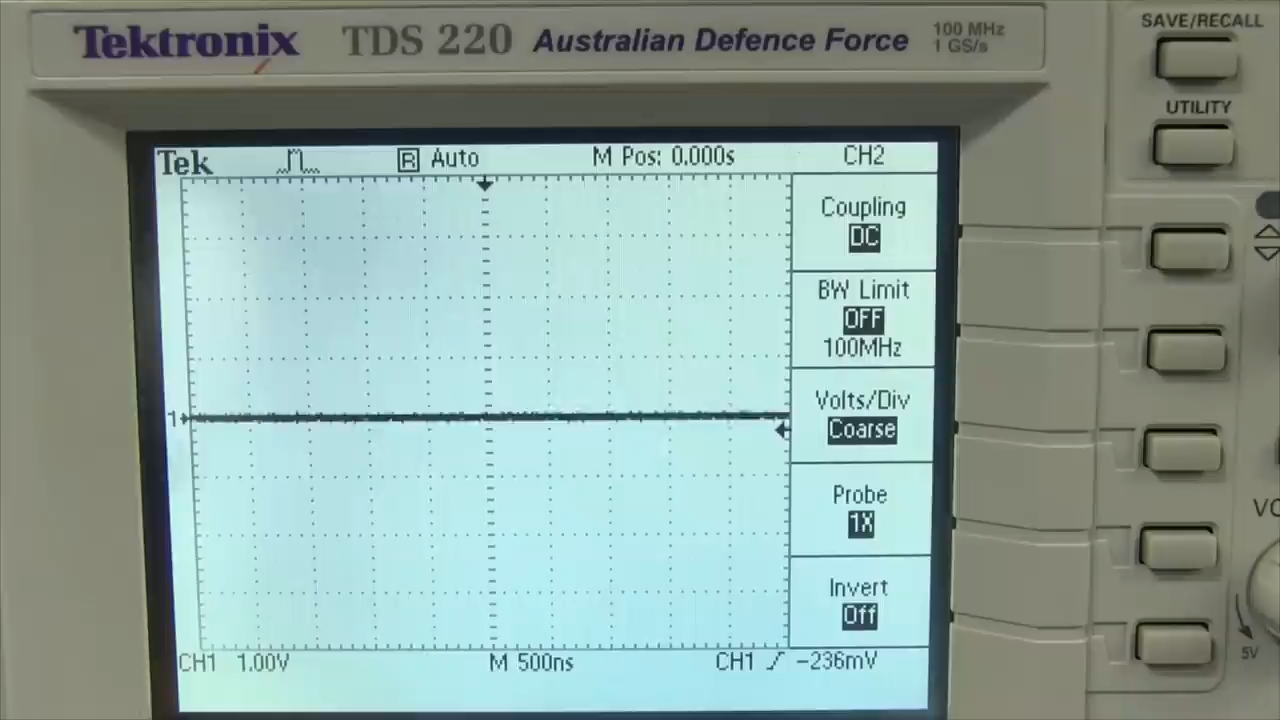 Tektronix TDS 220 Australian Defence Force 100 MHz
1 GS/s
SAVE/RECALL
UTILITY
Tek R Auto M Pos: 0.000s CH2
Coupling
DC
BW Limit
OFF
100MHz
Volts/Div
Coarse
Probe
1X
Invert
Off
1
CH1 1.00V M 500ns CH1 -236mV
5V